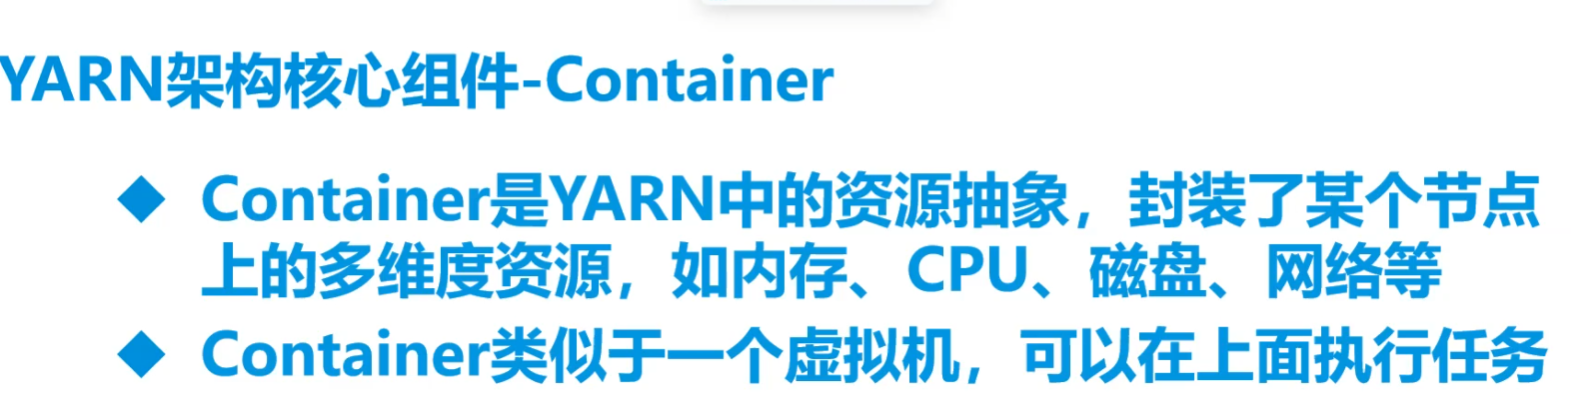 YARN架构核心组件-Container
◆ Container是YARN中的资源抽象，封装了某个节点
上的多维度资源，如内存、CPU、磁盘、网络等
◆ Container类似于一个虚拟机，可以在上面执行任务